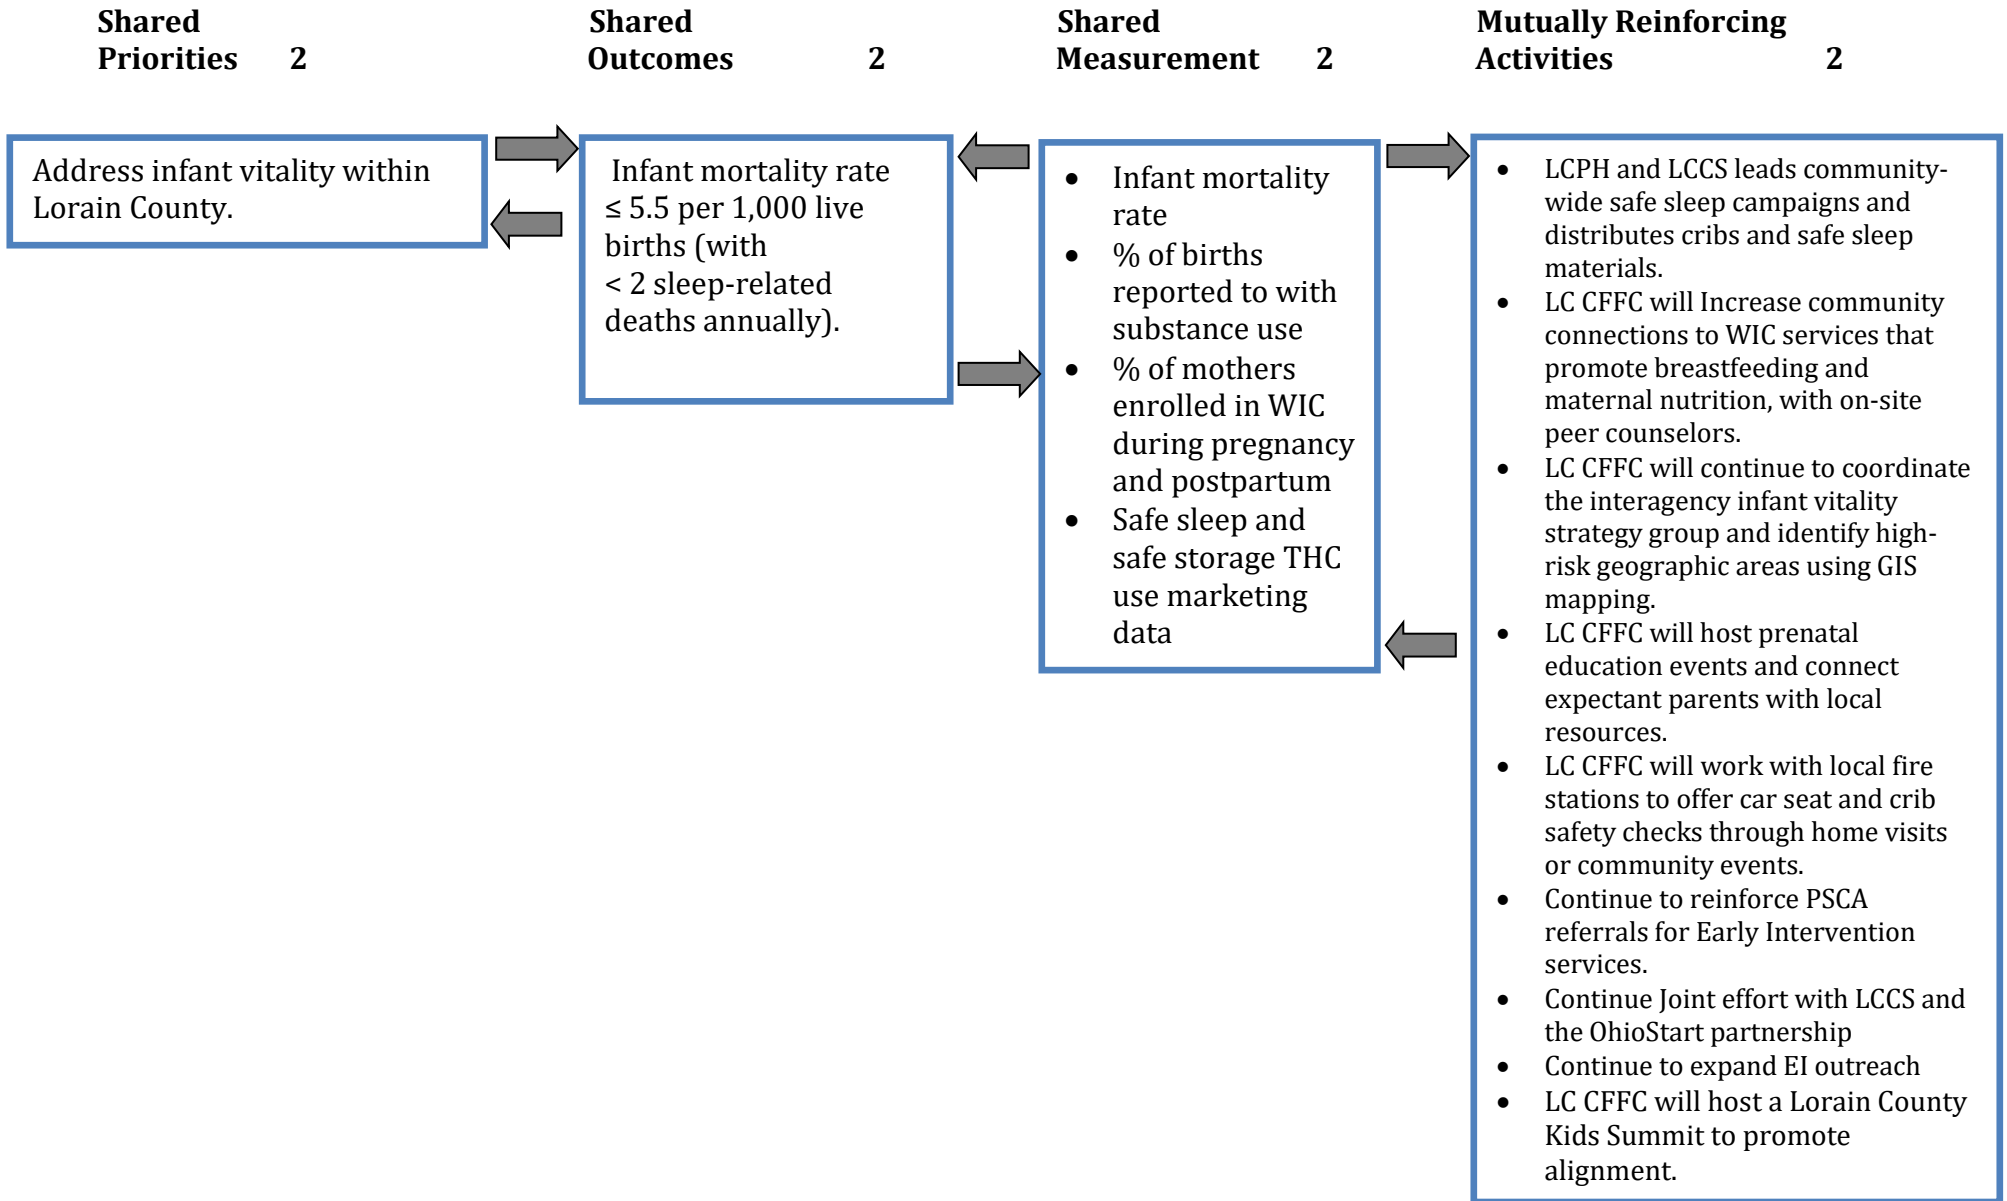 Shared
Priorities 2
Shared
Outcomes 2
Shared
Measurement 2
Mutually Reinforcing
Activities 2
Address infant vitality within
Lorain County.
Infant mortality rate
≤ 5.5 per 1,000 live
births (with
< 2 sleep-related
deaths annually).
• Infant mortality
rate
• % of births
reported to with
substance use
• % of mothers
enrolled in WIC
during pregnancy
and postpartum
• Safe sleep and
safe storage THC
use marketing
data
• LCPH and LCCS leads community-
wide safe sleep campaigns and
distributes cribs and safe sleep
materials.
• LC CFFC will Increase community
connections to WIC services that
promote breastfeeding and
maternal nutrition, with on-site
peer counselors.
• LC CFFC will continue to coordinate
the interagency infant vitality
strategy group and identify high-
risk geographic areas using GIS
mapping.
• LC CFFC will host prenatal
education events and connect
expectant parents with local
resources.
• LC CFFC will work with local fire
stations to offer car seat and crib
safety checks through home visits
or community events.
• Continue to reinforce PSCA
referrals for Early Intervention
services.
• Continue Joint effort with LCCS and
the OhioStart partnership
• Continue to expand EI outreach
• LC CFFC will host a Lorain County
Kids Summit to promote
alignment.